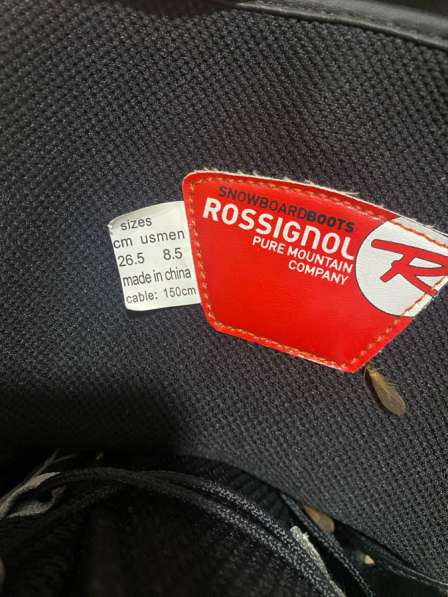 sizes
cm usmen
26.5 8.5
made in china
cable: 150cm
SNOWBOARDBOOTS
ROSSIGNOL
PURE MOUNTAIN
COMPANY
R